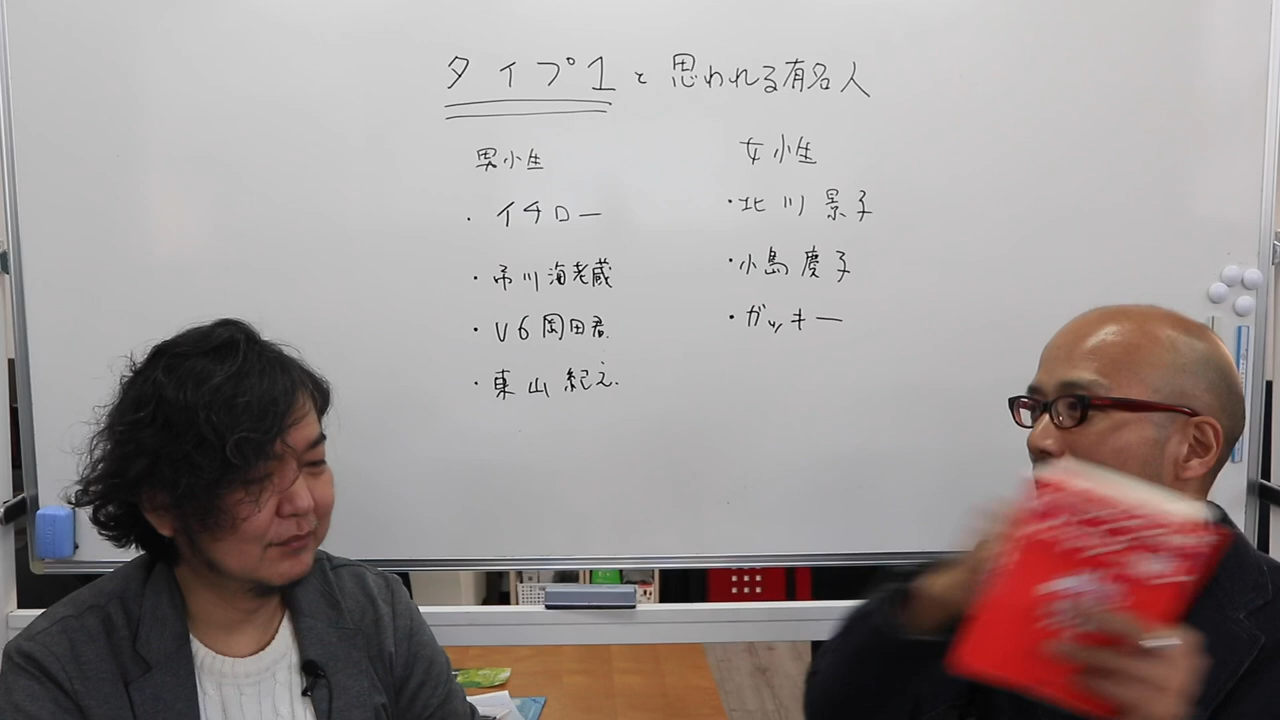 タイプ1と思われる有名人
男性
・イチロー
・市川海老蔵
・V6岡田君
・東山紀之
女性
・北川景子
・小島慶子
・ガッキー